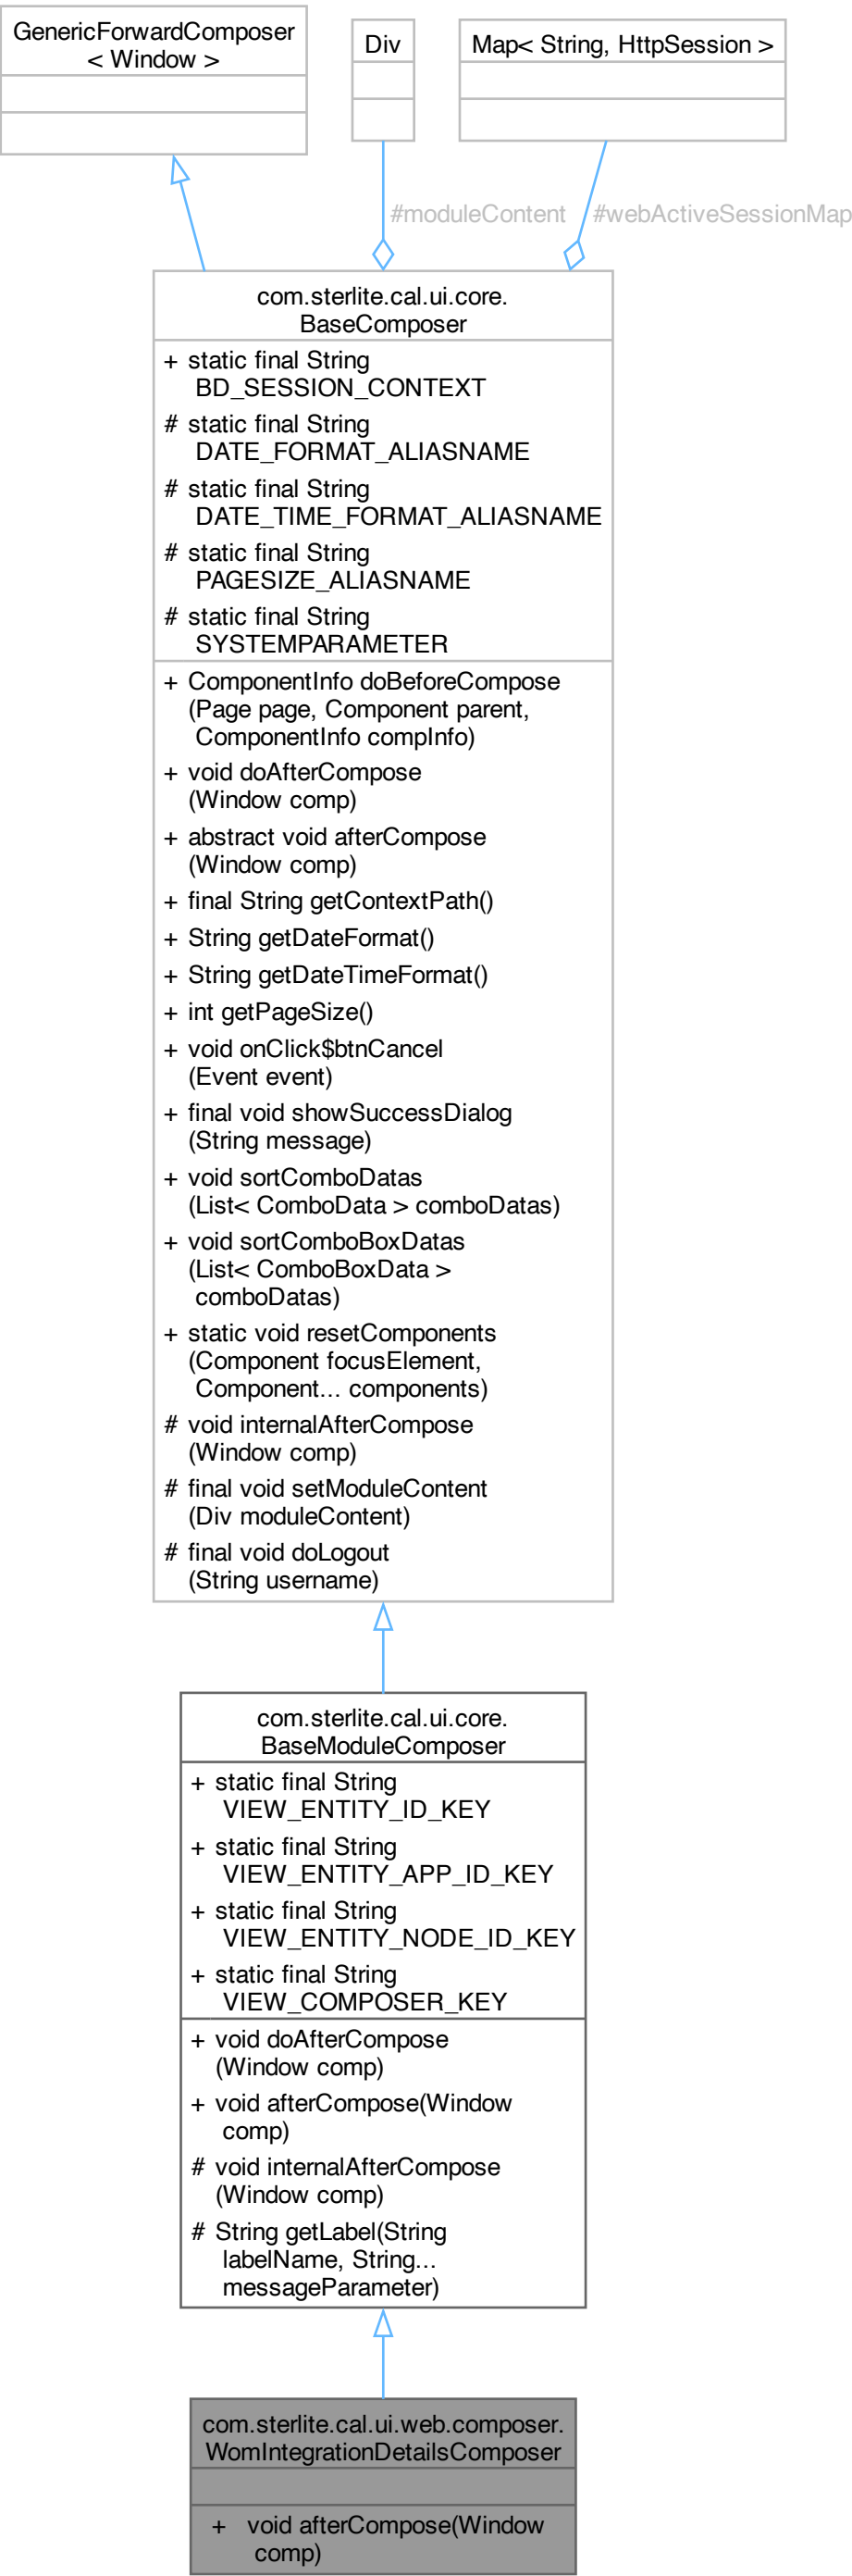 GenericForwardComposer
< Window >
Div
Map< String, HttpSession >
#moduleContent
#webActiveSessionMap
com.sterlite.cal.ui.core.
BaseComposer
+ static final String
BD_SESSION_CONTEXT
# static final String
DATE_FORMAT_ALIASNAME
# static final String
DATE_TIME_FORMAT_ALIASNAME
# static final String
PAGESIZE_ALIASNAME
# static final String
SYSTEMPARAMETER
+ ComponentInfo doBeforeCompose
(Page page, Component parent,
ComponentInfo compInfo)
+ void doAfterCompose
(Window comp)
+ abstract void afterCompose
(Window comp)
+ final String getContextPath()
+ String getDateFormat()
+ String getDateTimeFormat()
+ int getPageSize()
+ void onClick$btnCancel
(Event event)
+ final void showSuccessDialog
(String message)
+ void sortComboDatas
(List< ComboData > comboDatas)
+ void sortComboBoxDatas
(List< ComboBoxData >
comboDatas)
+ static void resetComponents
(Component focusElement,
Component... components)
# void internalAfterCompose
(Window comp)
# final void setModuleContent
(Div moduleContent)
# final void doLogout
(String username)
com.sterlite.cal.ui.core.
BaseModuleComposer
+ static final String
VIEW_ENTITY_ID_KEY
+ static final String
VIEW_ENTITY_APP_ID_KEY
+ static final String
VIEW_ENTITY_NODE_ID_KEY
+ static final String
VIEW_COMPOSER_KEY
+ void doAfterCompose
(Window comp)
+ void afterCompose(Window
comp)
# void internalAfterCompose
(Window comp)
# String getLabel(String
labelName, String...
messageParameter)
com.sterlite.cal.ui.web.composer.
WomIntegrationDetailsComposer
+ void afterCompose(Window
comp)